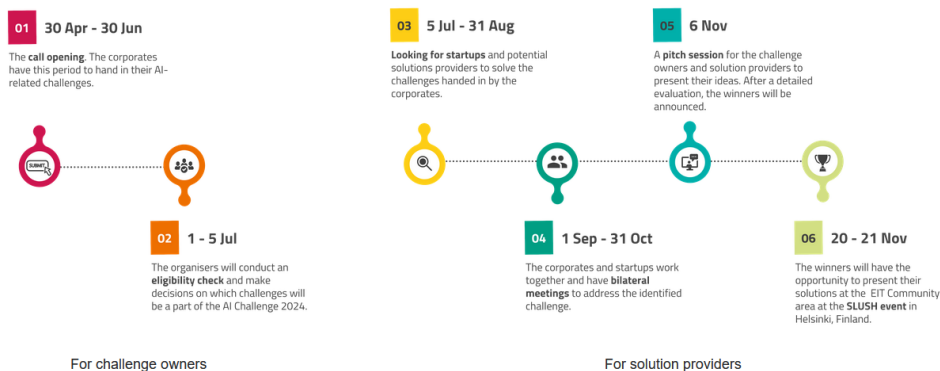 01 30 Apr - 30 Jun
The call opening. The corporates
have this period to hand in their AI-
related challenges.
SUBMIT
02 1 - 5 Jul
The organisers will conduct an
eligibility check and make
decisions on which challenges will
be a part of the AI Challenge 2024.
For challenge owners
03 5 Jul - 31 Aug
Looking for startups and potential
solutions providers to solve the
challenges handed in by the
corporates.
04 1 Sep - 31 Oct
The corporates and startups work
together and have bilateral
meetings to address the identified
challenge.
05 6 Nov
A pitch session for the challenge
owners and solution providers to
present their ideas. After a detailed
evaluation, the winners will be
announced.
06 20 - 21 Nov
The winners will have the
opportunity to present their
solutions at the EIT Community
area at the SLUSH event in
Helsinki, Finland.
For solution providers